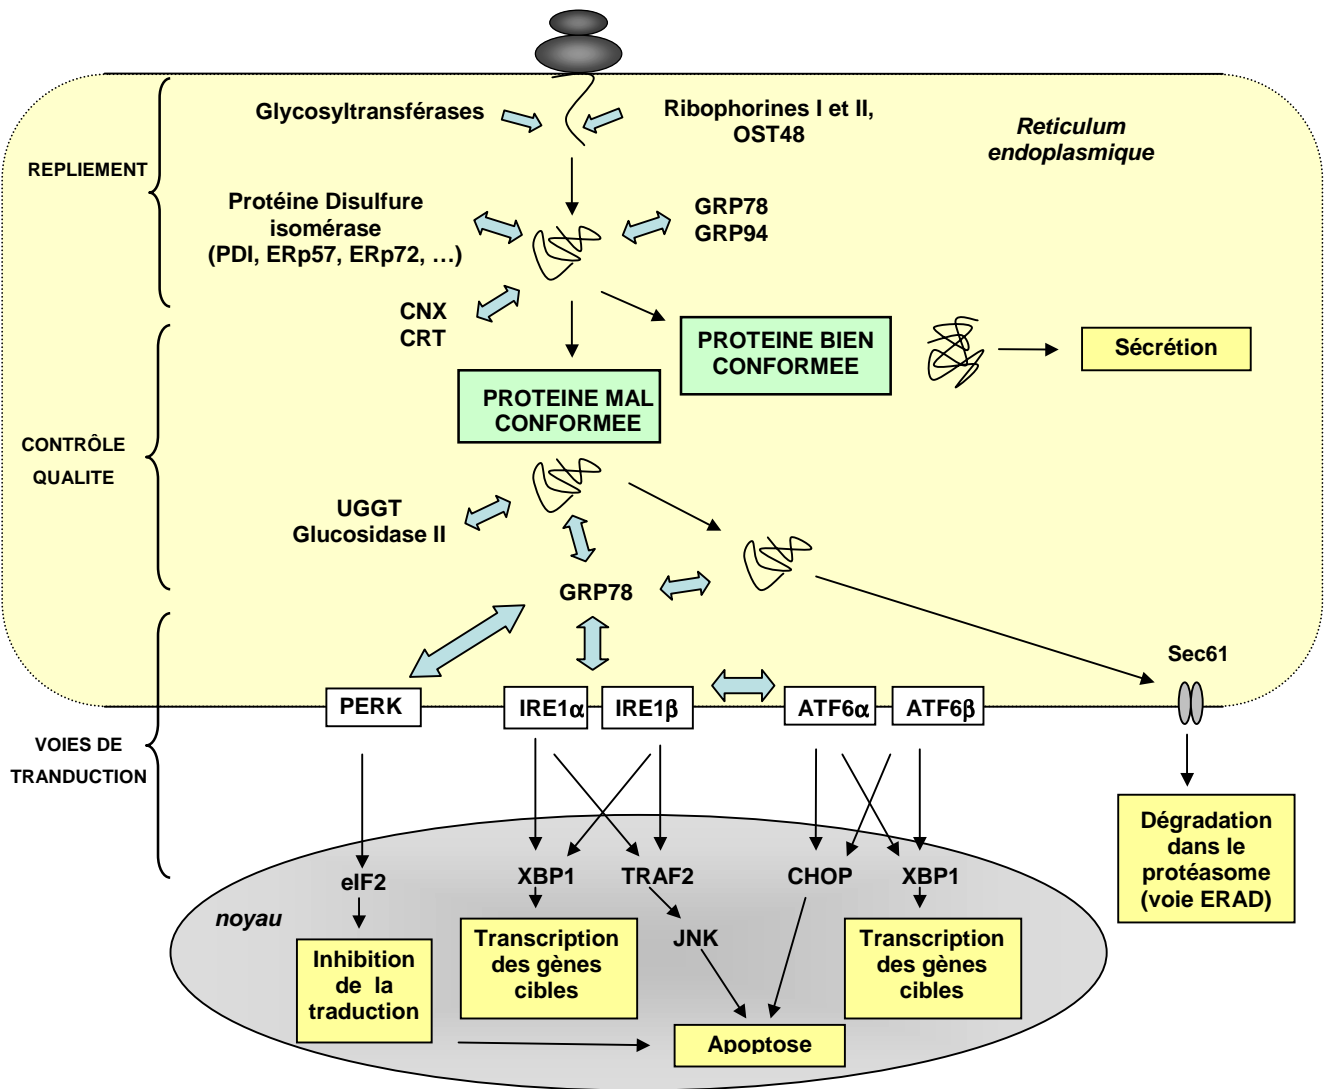 Glycosyltransférases
Ribophorines I et II,
OST48
Reticulum
endoplasmique
REPLIEMENT
Protéine Disulfure
isomérase
(PDI, ERp57, ERp72, …)
GRP78
GRP94
CNX
CRT
PROTEINE BIEN
CONFORMEE
Sécrétion
PROTEINE MAL
CONFORMEE
CONTRÔLE
QUALITE
UGGT
Glucosidase II
GRP78
Sec61
PERK
IRE1α
IRE1β
ATF6α
ATF6β
VOIES DE
TRANDUCTION
Dégradation
dans le
protéasome
(voie ERAD)
eIF2
XBP1
TRAF2
CHOP
XBP1
noyau
JNK
Inhibition
de la
traduction
Transcription
des gènes
cibles
Transcription
des gènes
cibles
Apoptose